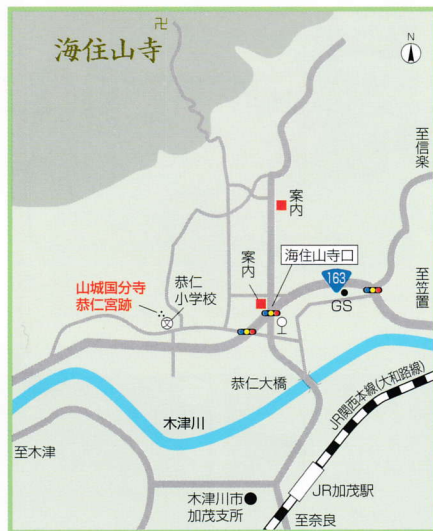 卍
海住山寺
N
至信楽
案内
案内
海住山寺口
163
GS
至笠置
山城国分寺
恭仁宮跡
恭仁
小学校
文
恭仁大橋
木津川
JR関西本線(大和路線)
至木津
JR加茂駅
木津川市
加茂支所
至奈良